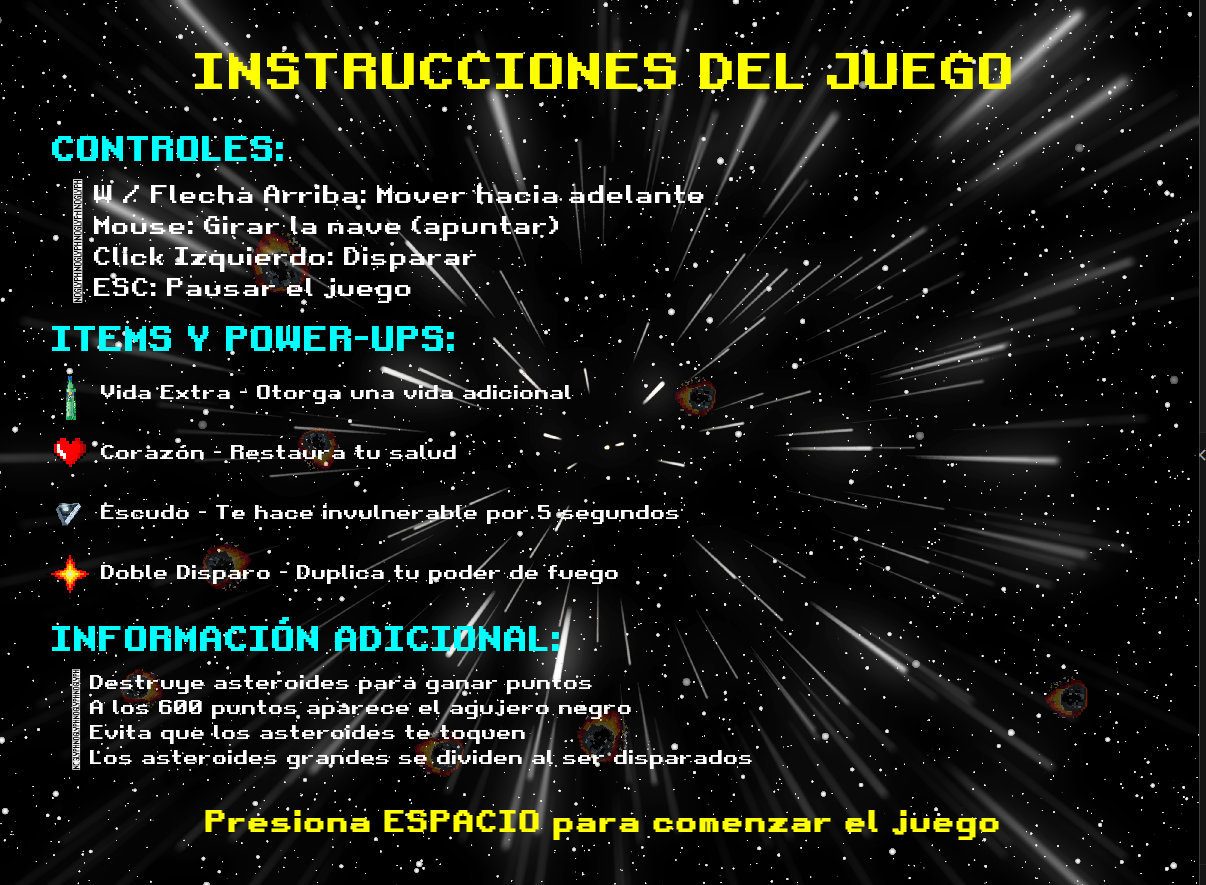 INSTRUCCIONES DEL JUEGO
CONTROLES:
W / Flecha Arriba: Mover hacia adelante
Mouse: Girar la nave (apuntar)
Click Izquierdo: Disparar
ESC: Pausar el juego
ITEMS Y POWER-UPS:
Vida Extra - Otorga una vida adicional
Corazón - Restaura tu salud
Escudo - Te hace invulnerable por 5 segundos
Doble Disparo - Duplica tu poder de fuego
INFORMACIÓN ADICIONAL:
Destruye asteroides para ganar puntos
A los 600 puntos aparece el agujero negro
Evita que los asteroides te toquen
Los asteroides grandes se dividen al ser disparados
Presiona ESPACIO para comenzar el juego